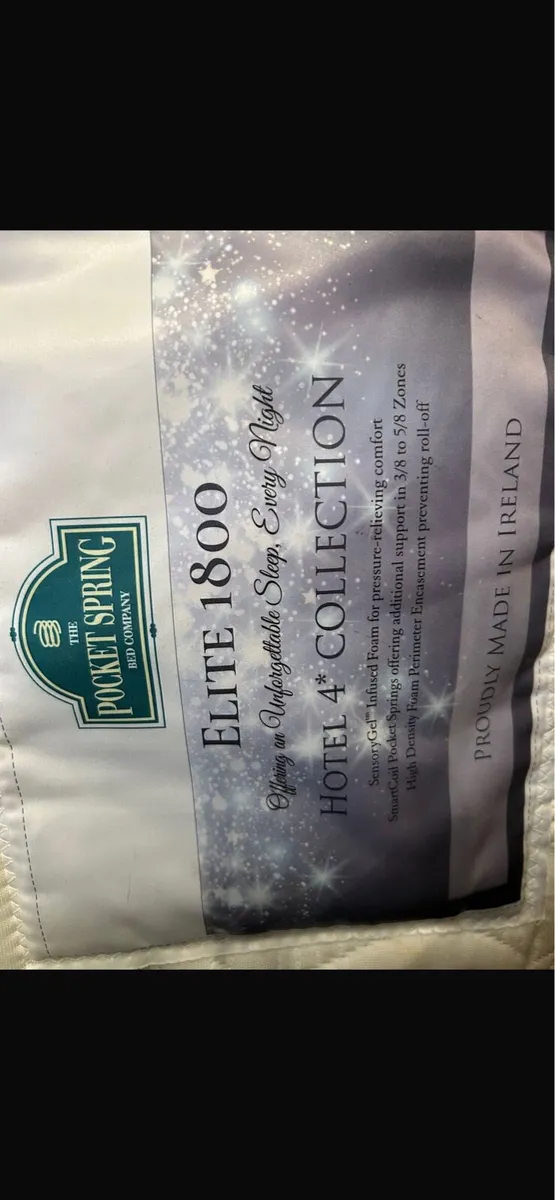 THE
POCKET SPRING
BED COMPANY
ELITE 1800
Offering an Unforgettable Sleep, Every Night
HOTEL 4* COLLECTION
SensoryGel™ Infused Foam for pressure-relieving comfort
SmartCoil Pocket Springs offering additional support in 3/8 to 5/8 Zones
High Density Foam Perimeter Encasement preventing roll-off
PROUDLY MADE IN IRELAND